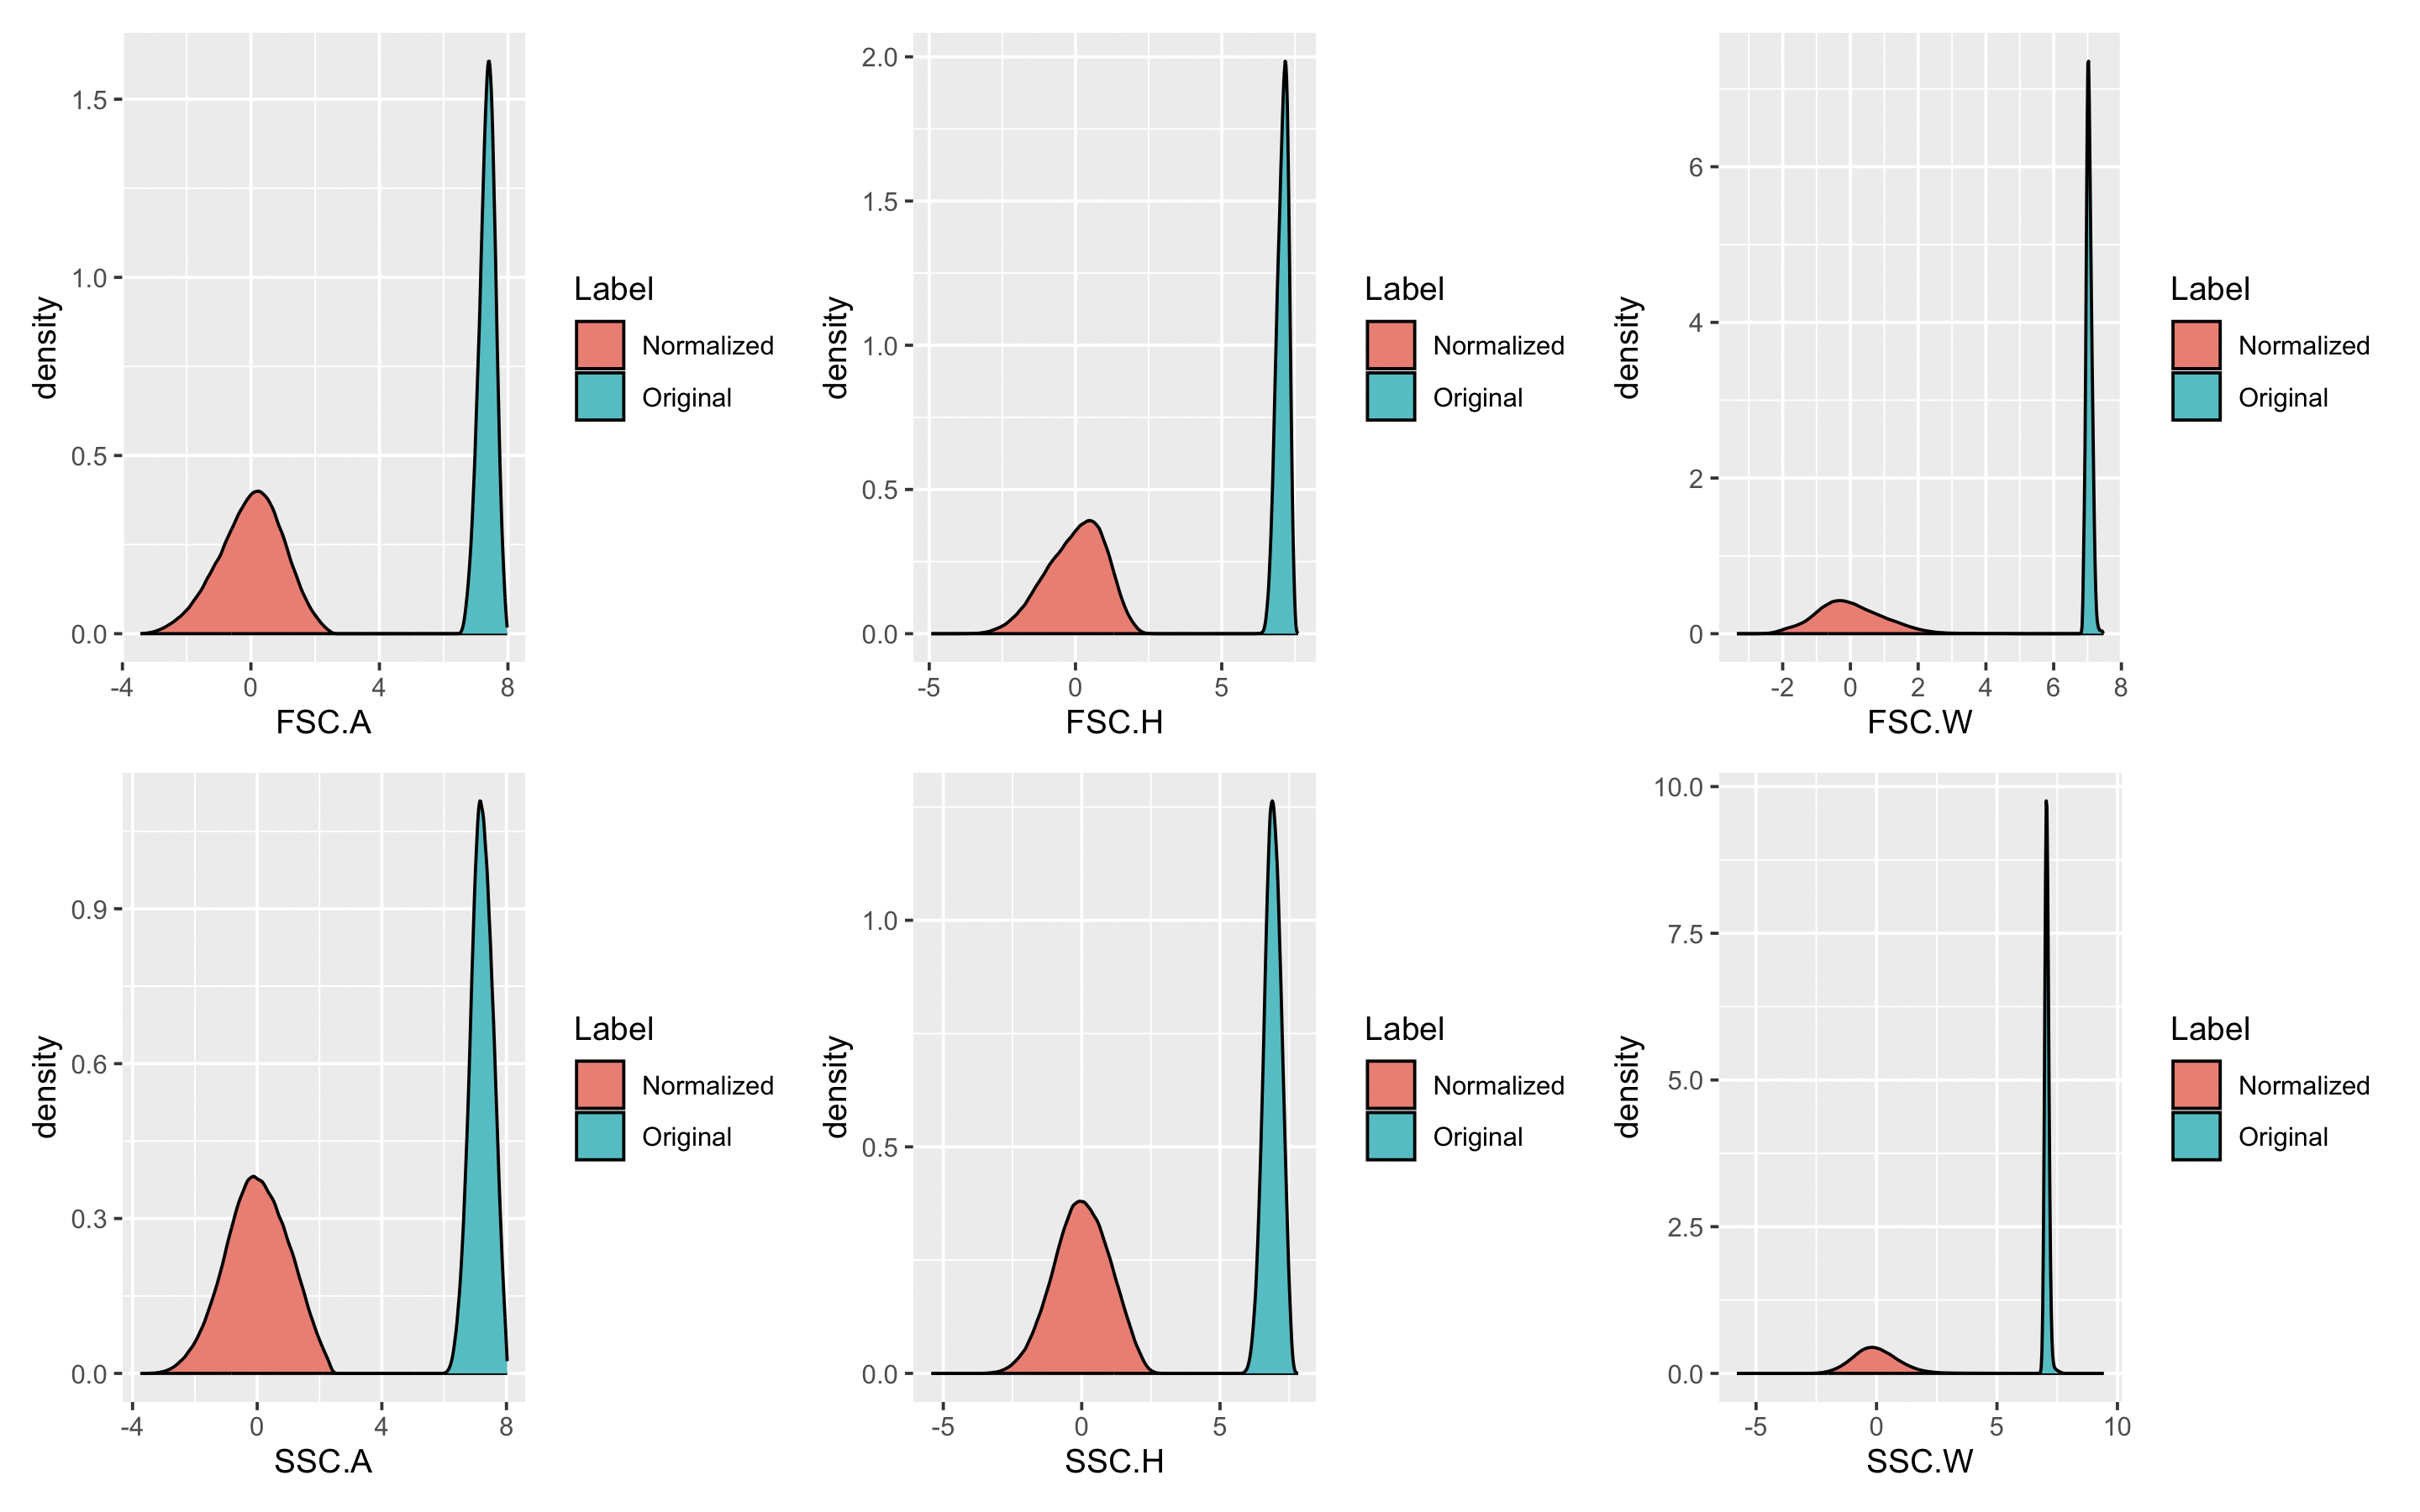 density
1.5
1.0
0.5
0.0
-4 0 4 8
FSC.A
Label
Normalized
Original
density
2.0
1.5
1.0
0.5
0.0
-5 0 5
FSC.H
Label
Normalized
Original
density
6
4
2
0
-2 0 2 4 6 8
FSC.W
Label
Normalized
Original
density
0.9
0.6
0.3
0.0
-4 0 4 8
SSC.A
Label
Normalized
Original
density
1.0
0.5
0.0
-5 0 5
SSC.H
Label
Normalized
Original
density
10.0
7.5
5.0
2.5
0.0
-5 0 5 10
SSC.W
Label
Normalized
Original